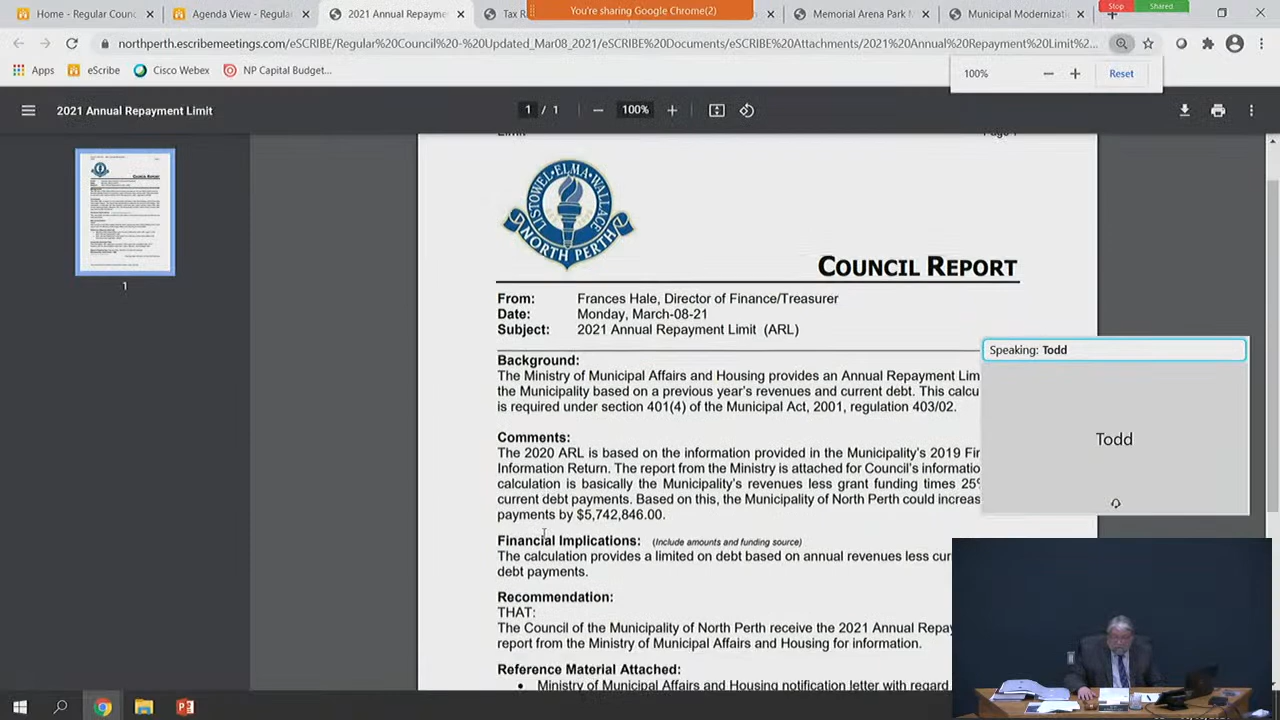 Home - Regular Counc
Agenda View - Regula
2021 Annual Repayme
Tax R
You're sharing Google Chrome(2)
Memorial Arena Park M
Municipal Modernizati
Stop
Shared
northperth.escribemeetings.com/eSCRIBE/Regular%20Council%20-%20Updated_Mar08_2021/eSCRIBE%20Documents/eSCRIBE%20Attachments/2021%20Annual%20Repayment%20Limit%2...
Apps
eScribe
Cisco Webex
NP Capital Budget...
100%
Reset
2021 Annual Repayment Limit
1 / 1
100%
1
LISTOWEL·ELMA·WALLACE
NORTH PERTH
COUNCIL REPORT
From: Frances Hale, Director of Finance/Treasurer
Date: Monday, March-08-21
Subject: 2021 Annual Repayment Limit (ARL)
Background:
The Ministry of Municipal Affairs and Housing provides an Annual Repayment Lim
the Municipality based on a previous year's revenues and current debt. This calcu
is required under section 401(4) of the Municipal Act, 2001, regulation 403/02.
Comments:
The 2020 ARL is based on the information provided in the Municipality's 2019 Fir
Information Return. The report from the Ministry is attached for Council's informatio
calculation is basically the Municipality's revenues less grant funding times 25%
current debt payments. Based on this, the Municipality of North Perth could increas
payments by $5,742,846.00.
Financial Implications: (Include amounts and funding source)
The calculation provides a limited on debt based on annual revenues less curr
debt payments.
Recommendation:
THAT:
The Council of the Municipality of North Perth receive the 2021 Annual Repay
report from the Ministry of Municipal Affairs and Housing for information.
Reference Material Attached:
• Ministry of Municipal Affairs and Housing notification letter with regard
Speaking: Todd
Todd